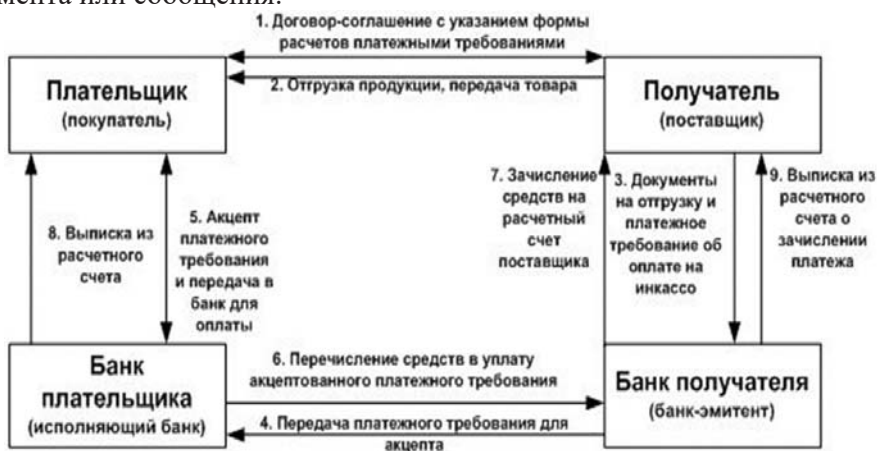 мента или сообщения.
1. Договор-соглашение с указанием формы
расчетов платежными требованиями
Плательщик
(покупатель)
2. Отгрузка продукции, передача товара
Получатель
(поставщик)
8. Выписка из
расчетного
счета
5. Акцепт
платежного
требования
и передача в
банк для
оплаты
7. Зачисление
средств на
расчетный
счет
поставщика
3. Документы
на отгрузку и
платежное
требование об
оплате на
инкассо
9. Выписка из
расчетного
счета о
зачислении
платежа
Банк
плательщика
(исполняющий банк)
6. Перечисление средств в уплату
акцептованного платежного требования
4. Передача платежного требования для
акцепта
Банк получателя
(банк-эмитент)